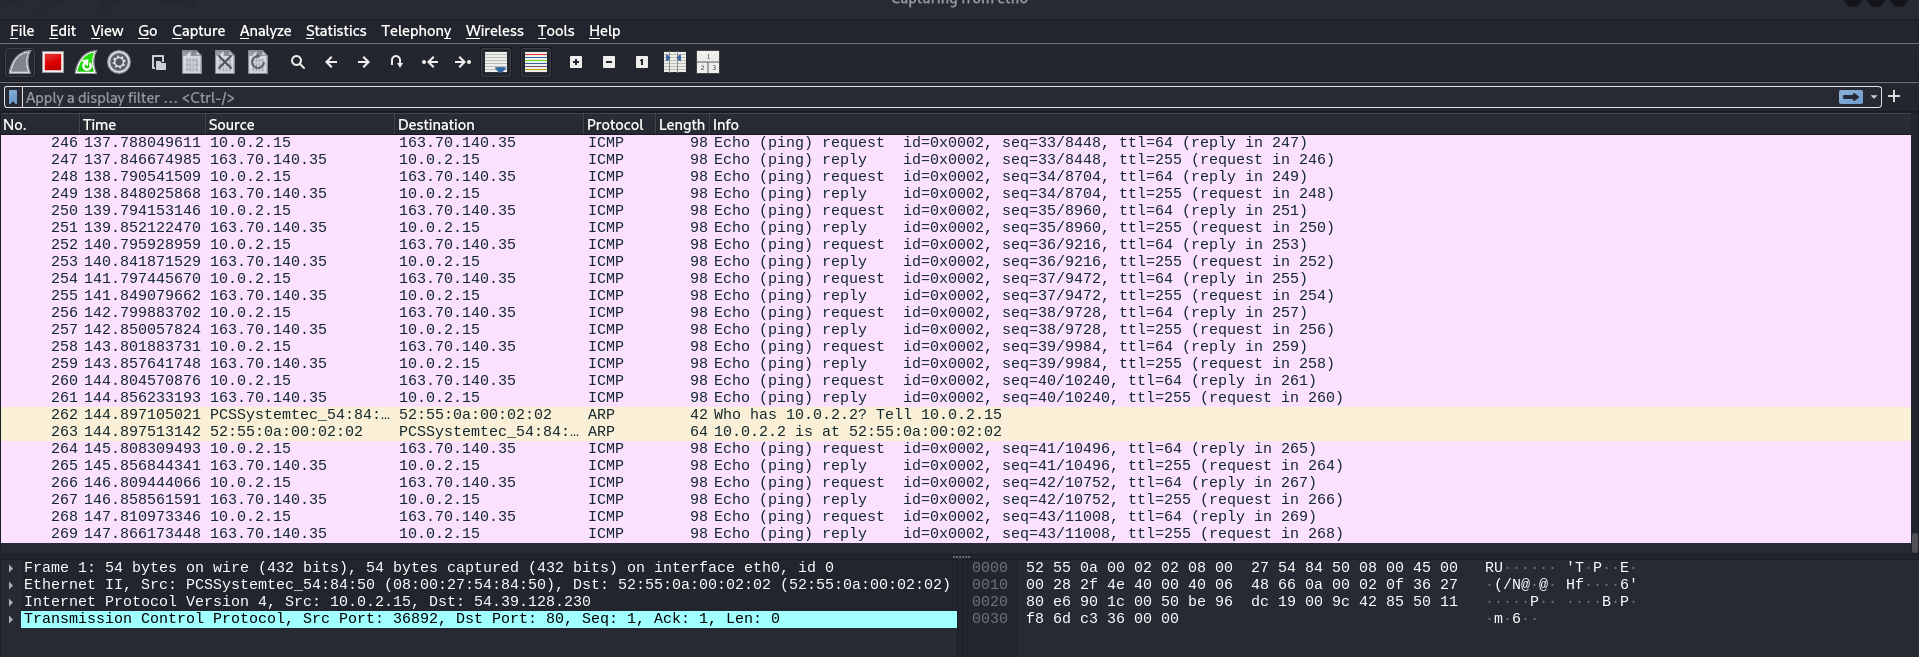 Capturing from eth0
File Edit View Go Capture Analyze Statistics Telephony Wireless Tools Help
Apply a display filter … <Ctrl-/>
No. Time Source Destination Protocol Length Info
246 137.788049611 10.0.2.15 163.70.140.35 ICMP 98 Echo (ping) request id=0x0002, seq=33/8448, ttl=64 (reply in 247)
247 137.846674985 163.70.140.35 10.0.2.15 ICMP 98 Echo (ping) reply id=0x0002, seq=33/8448, ttl=255 (request in 246)
248 138.790541509 10.0.2.15 163.70.140.35 ICMP 98 Echo (ping) request id=0x0002, seq=34/8704, ttl=64 (reply in 249)
249 138.848025868 163.70.140.35 10.0.2.15 ICMP 98 Echo (ping) reply id=0x0002, seq=34/8704, ttl=255 (request in 248)
250 139.794153146 10.0.2.15 163.70.140.35 ICMP 98 Echo (ping) request id=0x0002, seq=35/8960, ttl=64 (reply in 251)
251 139.852122470 163.70.140.35 10.0.2.15 ICMP 98 Echo (ping) reply id=0x0002, seq=35/8960, ttl=255 (request in 250)
252 140.795928959 10.0.2.15 163.70.140.35 ICMP 98 Echo (ping) request id=0x0002, seq=36/9216, ttl=64 (reply in 253)
253 140.841871529 163.70.140.35 10.0.2.15 ICMP 98 Echo (ping) reply id=0x0002, seq=36/9216, ttl=255 (request in 252)
254 141.797445670 10.0.2.15 163.70.140.35 ICMP 98 Echo (ping) request id=0x0002, seq=37/9472, ttl=64 (reply in 255)
255 141.849079662 163.70.140.35 10.0.2.15 ICMP 98 Echo (ping) reply id=0x0002, seq=37/9472, ttl=255 (request in 254)
256 142.799883702 10.0.2.15 163.70.140.35 ICMP 98 Echo (ping) request id=0x0002, seq=38/9728, ttl=64 (reply in 257)
257 142.850057824 163.70.140.35 10.0.2.15 ICMP 98 Echo (ping) reply id=0x0002, seq=38/9728, ttl=255 (request in 256)
258 143.801883731 10.0.2.15 163.70.140.35 ICMP 98 Echo (ping) request id=0x0002, seq=39/9984, ttl=64 (reply in 259)
259 143.857641748 163.70.140.35 10.0.2.15 ICMP 98 Echo (ping) reply id=0x0002, seq=39/9984, ttl=255 (request in 258)
260 144.804570876 10.0.2.15 163.70.140.35 ICMP 98 Echo (ping) request id=0x0002, seq=40/10240, ttl=64 (reply in 261)
261 144.856233193 163.70.140.35 10.0.2.15 ICMP 98 Echo (ping) reply id=0x0002, seq=40/10240, ttl=255 (request in 260)
262 144.897105021 PCSSystemtec_54:84:… 52:55:0a:00:02:02 ARP 42 Who has 10.0.2.2? Tell 10.0.2.15
263 144.897513142 52:55:0a:00:02:02 PCSSystemtec_54:84:… ARP 64 10.0.2.2 is at 52:55:0a:00:02:02
264 145.808309493 10.0.2.15 163.70.140.35 ICMP 98 Echo (ping) request id=0x0002, seq=41/10496, ttl=64 (reply in 265)
265 145.856844341 163.70.140.35 10.0.2.15 ICMP 98 Echo (ping) reply id=0x0002, seq=41/10496, ttl=255 (request in 264)
266 146.809444066 10.0.2.15 163.70.140.35 ICMP 98 Echo (ping) request id=0x0002, seq=42/10752, ttl=64 (reply in 267)
267 146.858561591 163.70.140.35 10.0.2.15 ICMP 98 Echo (ping) reply id=0x0002, seq=42/10752, ttl=255 (request in 266)
268 147.810973346 10.0.2.15 163.70.140.35 ICMP 98 Echo (ping) request id=0x0002, seq=43/11008, ttl=64 (reply in 269)
269 147.866173448 163.70.140.35 10.0.2.15 ICMP 98 Echo (ping) reply id=0x0002, seq=43/11008, ttl=255 (request in 268)
Frame 1: 54 bytes on wire (432 bits), 54 bytes captured (432 bits) on interface eth0, id 0
Ethernet II, Src: PCSSystemtec_54:84:50 (08:00:27:54:84:50), Dst: 52:55:0a:00:02:02 (52:55:0a:00:02:02)
Internet Protocol Version 4, Src: 10.0.2.15, Dst: 54.39.128.230
Transmission Control Protocol, Src Port: 36892, Dst Port: 80, Seq: 1, Ack: 1, Len: 0
0000 52 55 0a 00 02 02 08 00 27 54 84 50 08 00 45 00 RU······ 'T·P··E·
0010 00 28 2f 4e 40 00 40 06 48 66 0a 00 02 0f 36 27 ·(/N@·@· Hf····6'
0020 80 e6 90 1c 00 50 be 96 dc 19 00 9c 42 85 50 11 ·····P·· ····B·P·
0030 f8 6d c3 36 00 00 ·m·6··